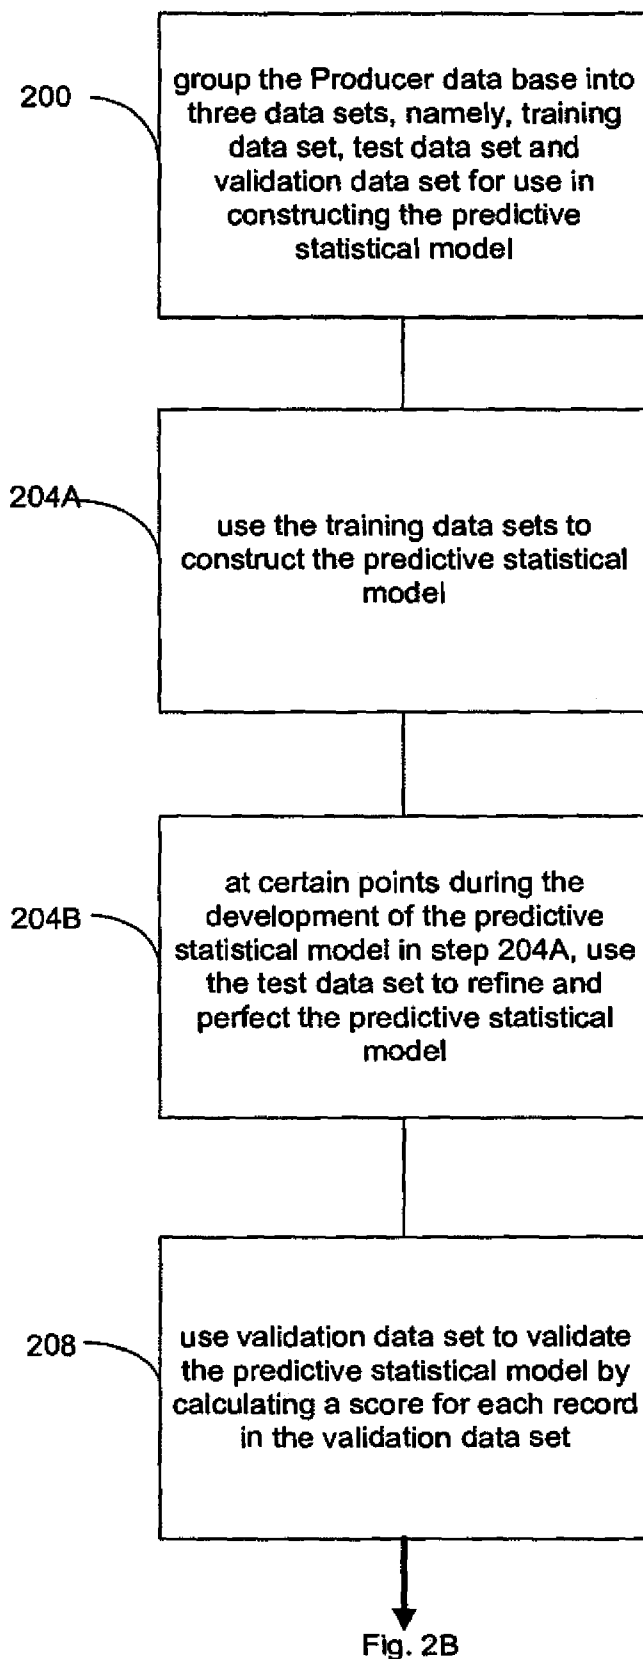 200
group the Producer data base into
three data sets, namely, training
data set, test data set and
validation data set for use in
constructing the predictive
statistical model
204A
use the training data sets to
construct the predictive statistical
model
204B
at certain points during the
development of the predictive
statistical model in step 204A, use
the test data set to refine and
perfect the predictive statistical
model
208
use validation data set to validate
the predictive statistical model by
calculating a score for each record
in the validation data set
Fig. 2B